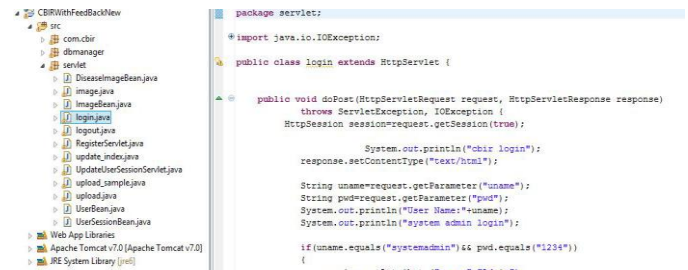 CBIRWithFeedBackNew
src
com.cbir
dbmanager
servlet
DiseaseImageBean.java
image.java
ImageBean.java
login.java
logout.java
RegisterServlet.java
update_index.java
UpdateUserSessionServlet.java
upload_sample.java
upload.java
UserBean.java
UserSessionBean.java
Web App Libraries
Apache Tomcat v7.0 [Apache Tomcat v7.0]
JRE System Library [jre6]
package servlet;
import java.io.IOException;
public class login extends HttpServlet {
public void doPost(HttpServletRequest request, HttpServletResponse response)
throws ServletException, IOException {
HttpSession session=request.getSession(true);
System.out.println("cbir login");
response.setContentType("text/html");
String uname=request.getParameter("uname");
String pwd=request.getParameter("pwd");
System.out.println("User Name:"+uname);
System.out.println("system admin login");
if(uname.equals("systemadmin")&& pwd.equals("1234"))
{